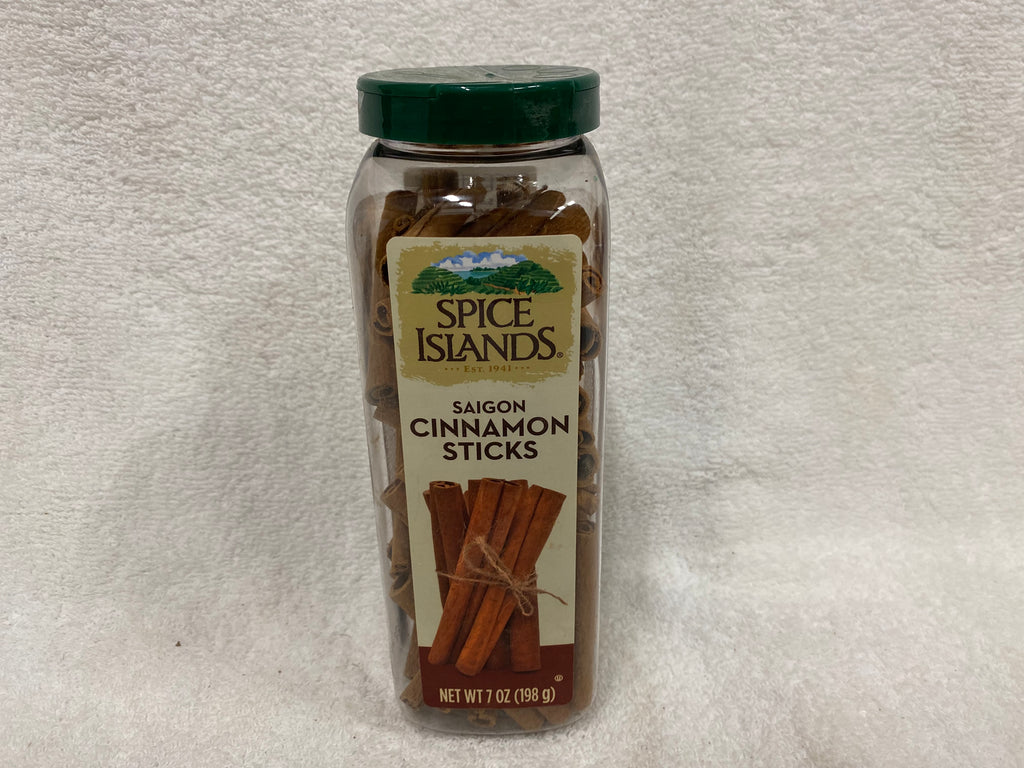 SPICE
ISLANDS®
··· EST. 1941 ···
SAIGON
CINNAMON
STICKS
NET WT 7 OZ (198 g)